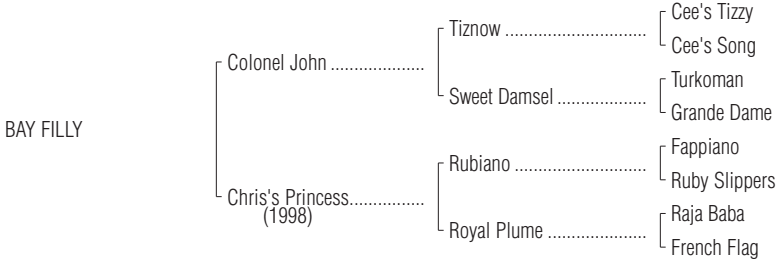 Cee's Tizzy
Tiznow ..............................
Cee's Song
Colonel John ....................
Turkoman
Sweet Damsel ...................
Grande Dame
BAY FILLY
Fappiano
Rubiano ............................
Ruby Slippers
Chris's Princess................
(1998)
Raja Baba
Royal Plume .....................
French Flag